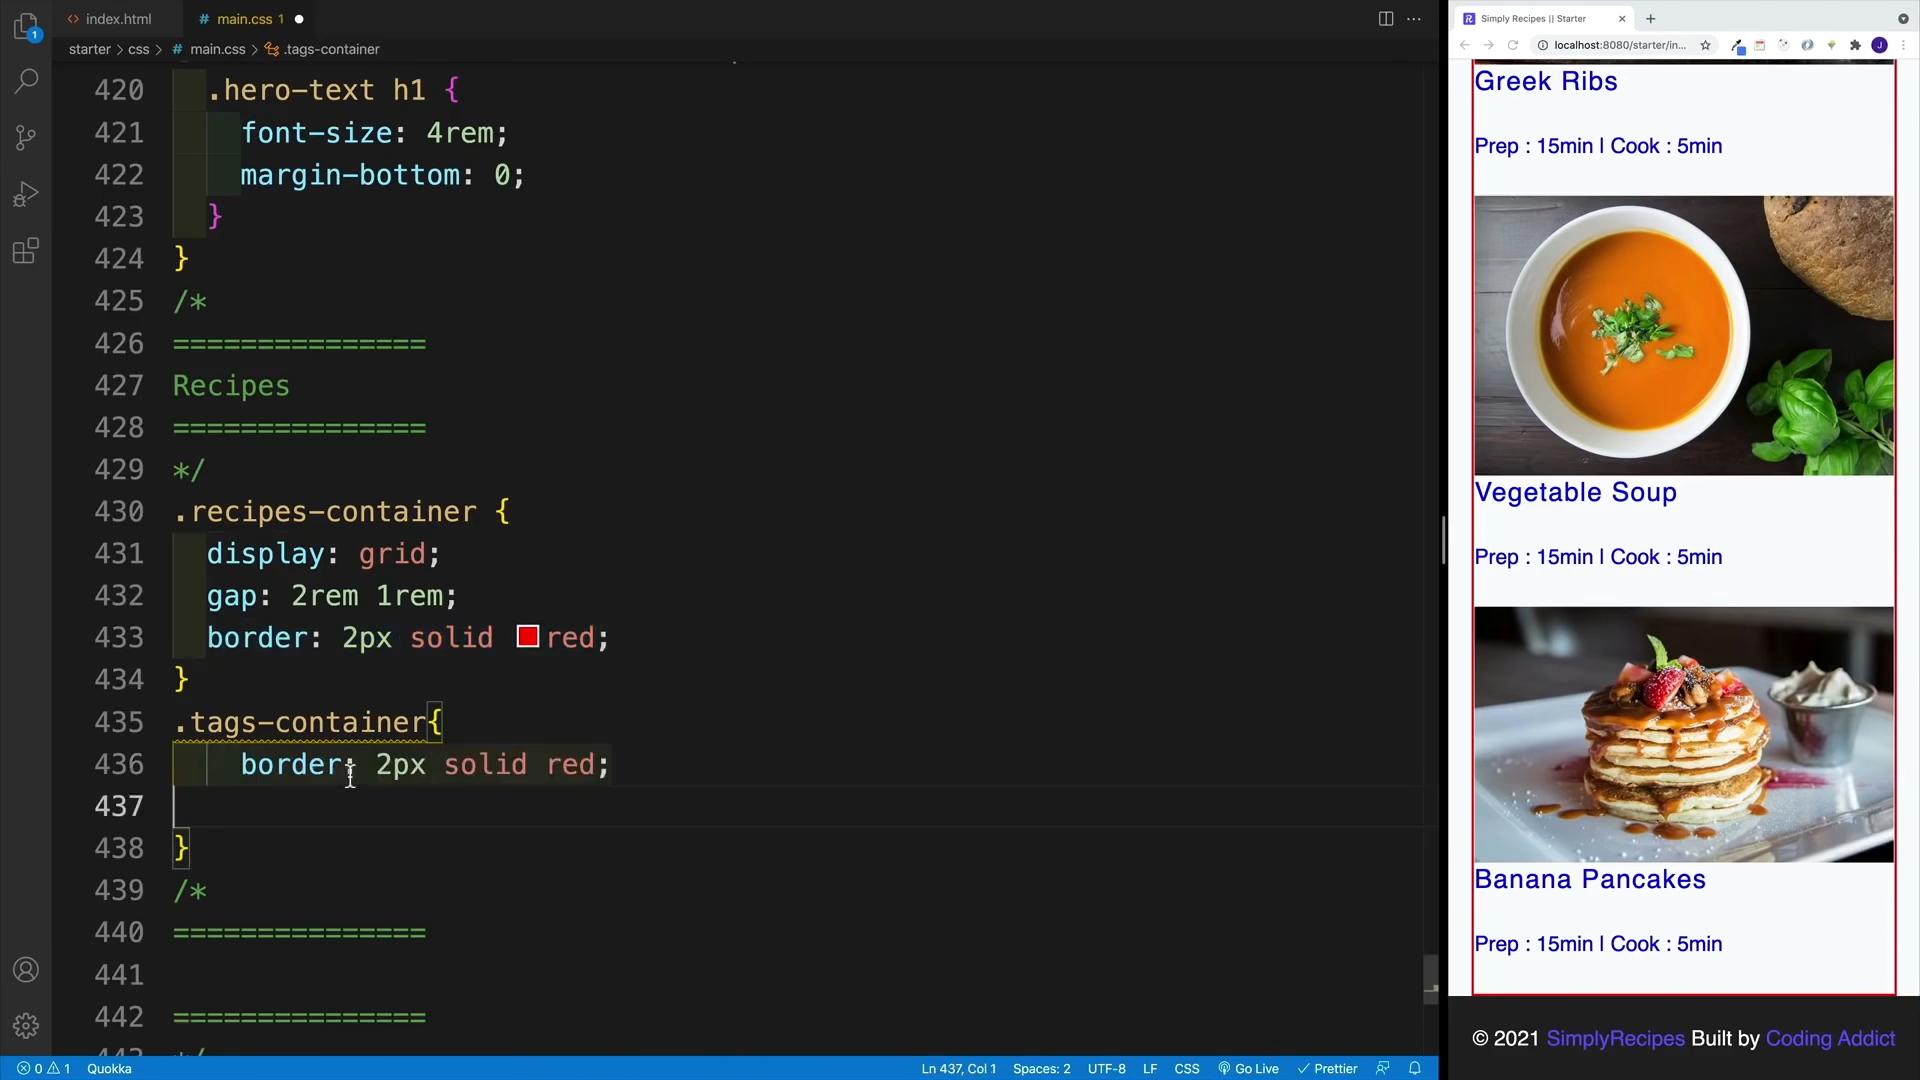 index.html
main.css 1
starter > css > # main.css > .tags-container
420 .hero-text h1 {
421 font-size: 4rem;
422 margin-bottom: 0;
423 }
424 }
425 /*
426 ===============
427 Recipes
428 ===============
429 */
430 .recipes-container {
431 display: grid;
432 gap: 2rem 1rem;
433 border: 2px solid red;
434 }
435 .tags-container{
436 border: 2px solid red;
437
438 }
439 /*
440 ===============
441
442 ===============
1
0 1 Quokka
Ln 437, Col 1 Spaces: 2 UTF-8 LF CSS Go Live Prettier
Simply Recipes || Starter
localhost:8080/starter/in...
J
Greek Ribs
Prep : 15min | Cook : 5min
Vegetable Soup
Prep : 15min | Cook : 5min
Banana Pancakes
Prep : 15min | Cook : 5min
© 2021 SimplyRecipes Built by Coding Addict